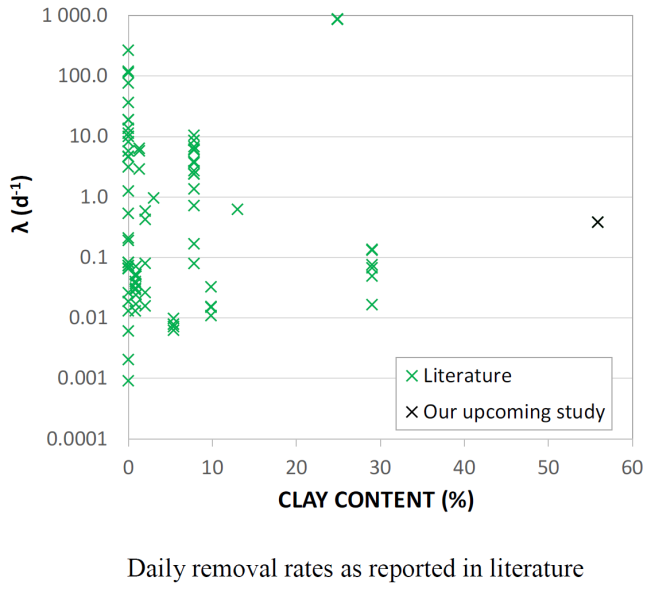 1 000.0
100.0
10.0
1.0
0.1
0.01
0.001
0.0001
λ (d⁻¹)
Literature
Our upcoming study
0 10 20 30 40 50 60
CLAY CONTENT (%)
Daily removal rates as reported in literature